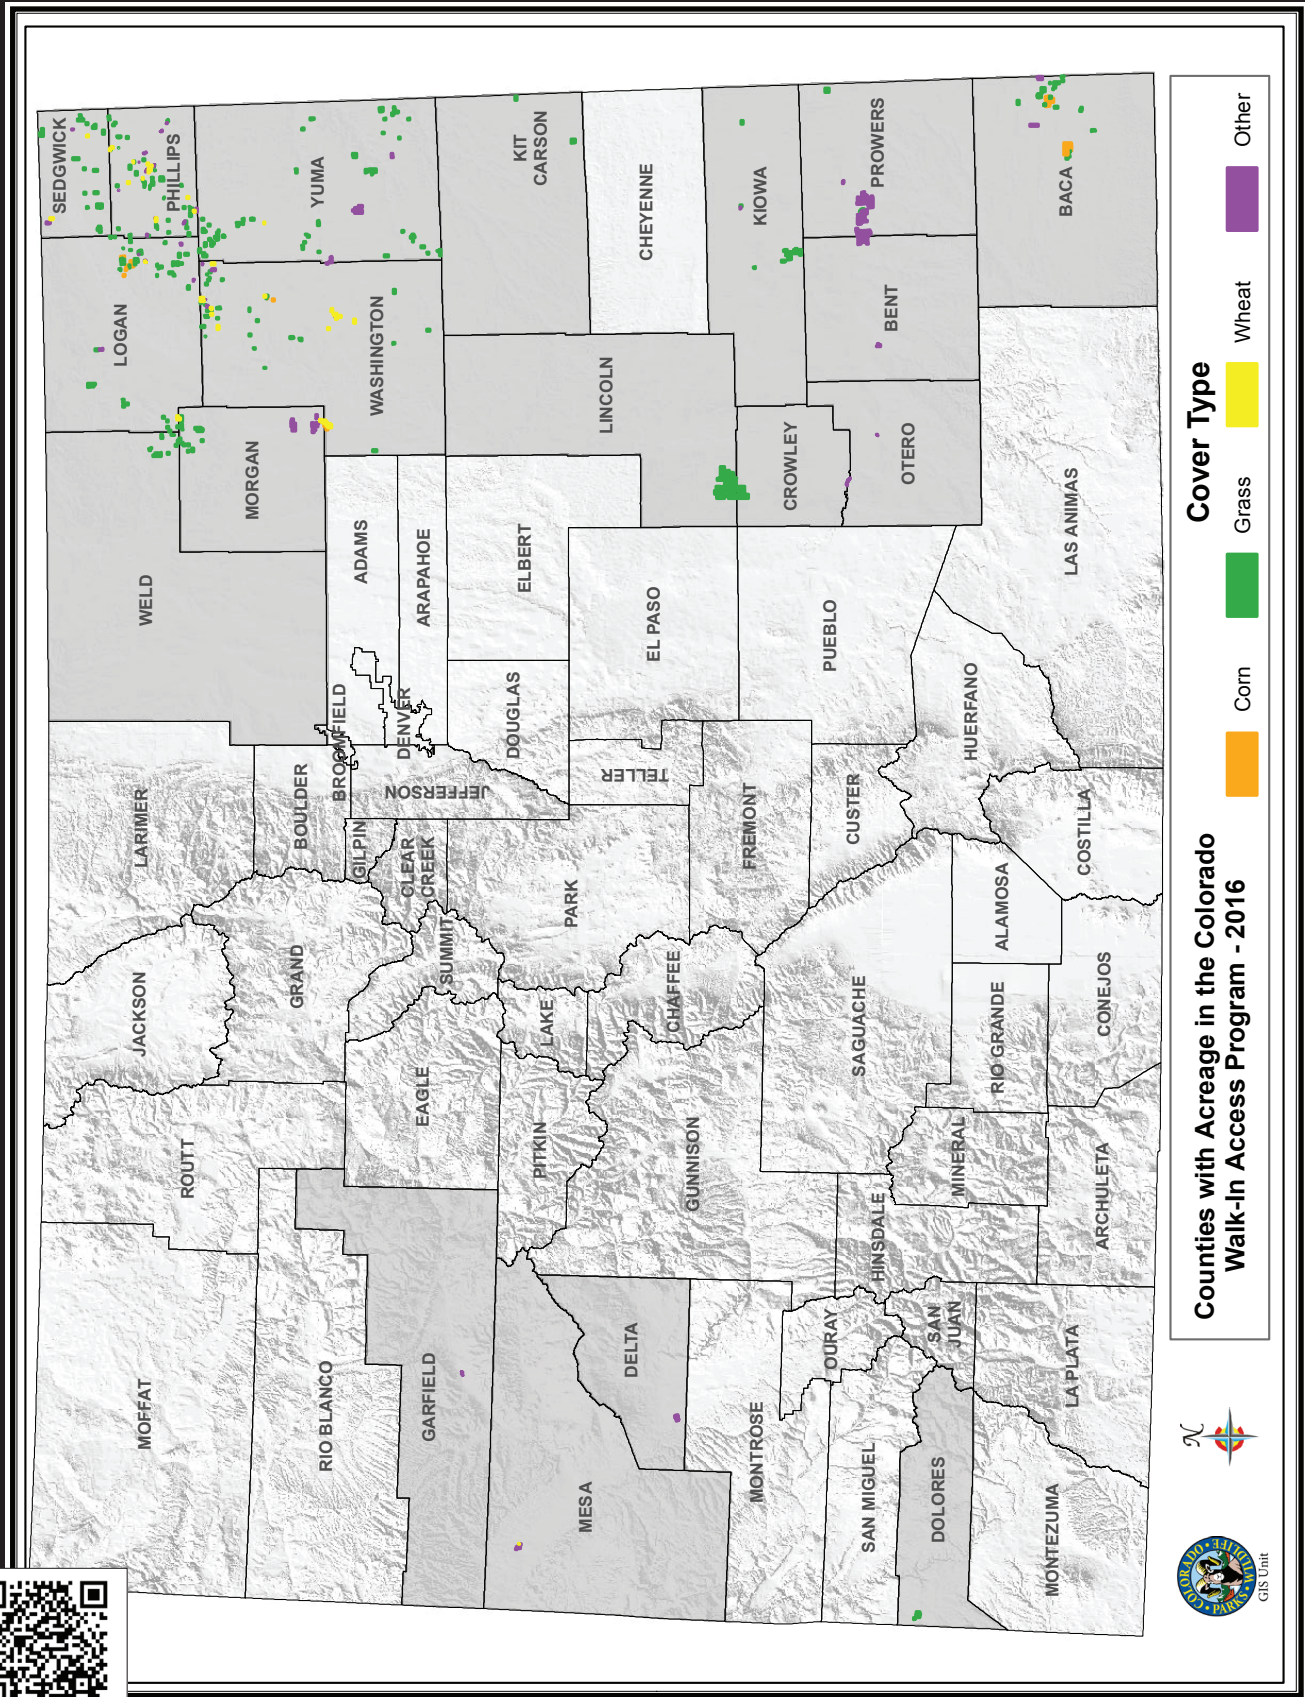 MOFFAT
ROUTT
JACKSON
LARIMER
WELD
LOGAN
SEDGWICK
PHILLIPS
MORGAN
WASHINGTON
YUMA
RIO BLANCO
GRAND
BOULDER
BROOMFIELD
GILPIN
ADAMS
ARAPAHOE
DENVER
JEFFERSON
CLEAR
CREEK
SUMMIT
EAGLE
GARFIELD
MESA
PITKIN
LAKE
PARK
DOUGLAS
ELBERT
LINCOLN
KIT
CARSON
CHEYENNE
DELTA
GUNNISON
CHAFFEE
TELLER
EL PASO
KIOWA
MONTROSE
OURAY
HINSDALE
SAGUACHE
FREMONT
CUSTER
PUEBLO
CROWLEY
OTERO
BENT
PROWERS
SAN MIGUEL
DOLORES
SAN
JUAN
MINERAL
RIO GRANDE
ALAMOSA
HUERFANO
LAS ANIMAS
BACA
MONTEZUMA
LA PLATA
ARCHULETA
CONEJOS
COSTILLA
COLORADO
PARKS
WILDLIFE
GIS Unit
N
Counties with Acreage in the Colorado
Walk-In Access Program - 2016
Cover Type
Corn
Grass
Wheat
Other